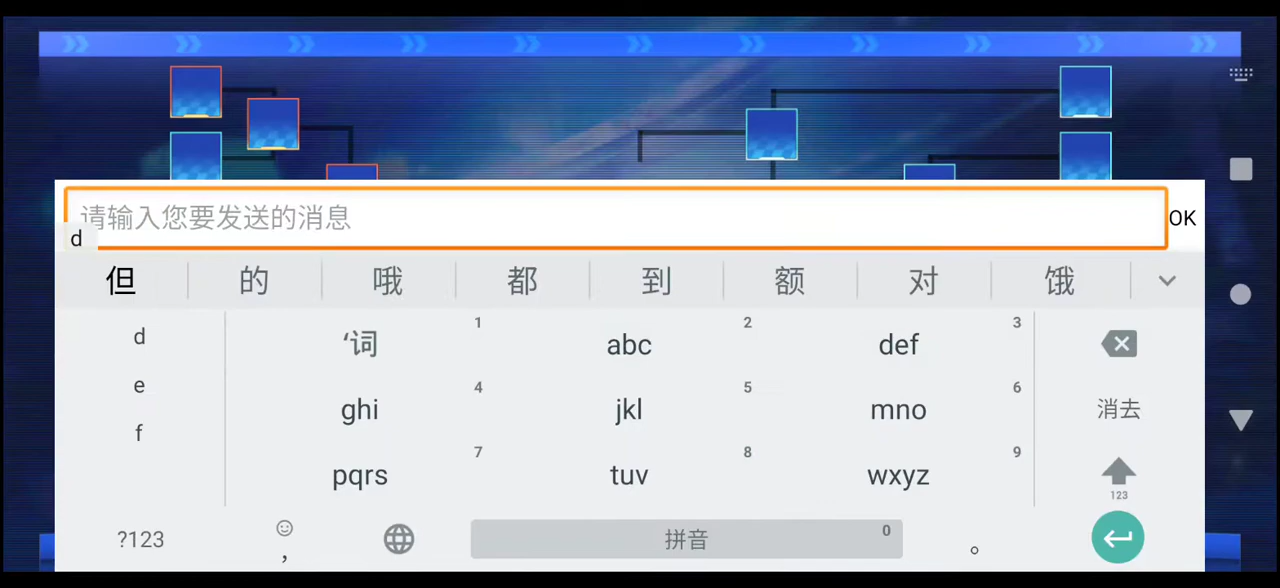 请输入您要发送的消息
OK
d
但 的 哦 都 到 额 对 饿
d
e
f
‘词 1
abc 2
def 3
ghi 4
jkl 5
mno 6
消去
pqrs 7
tuv 8
wxyz 9
123
?123
,
拼音 0
。